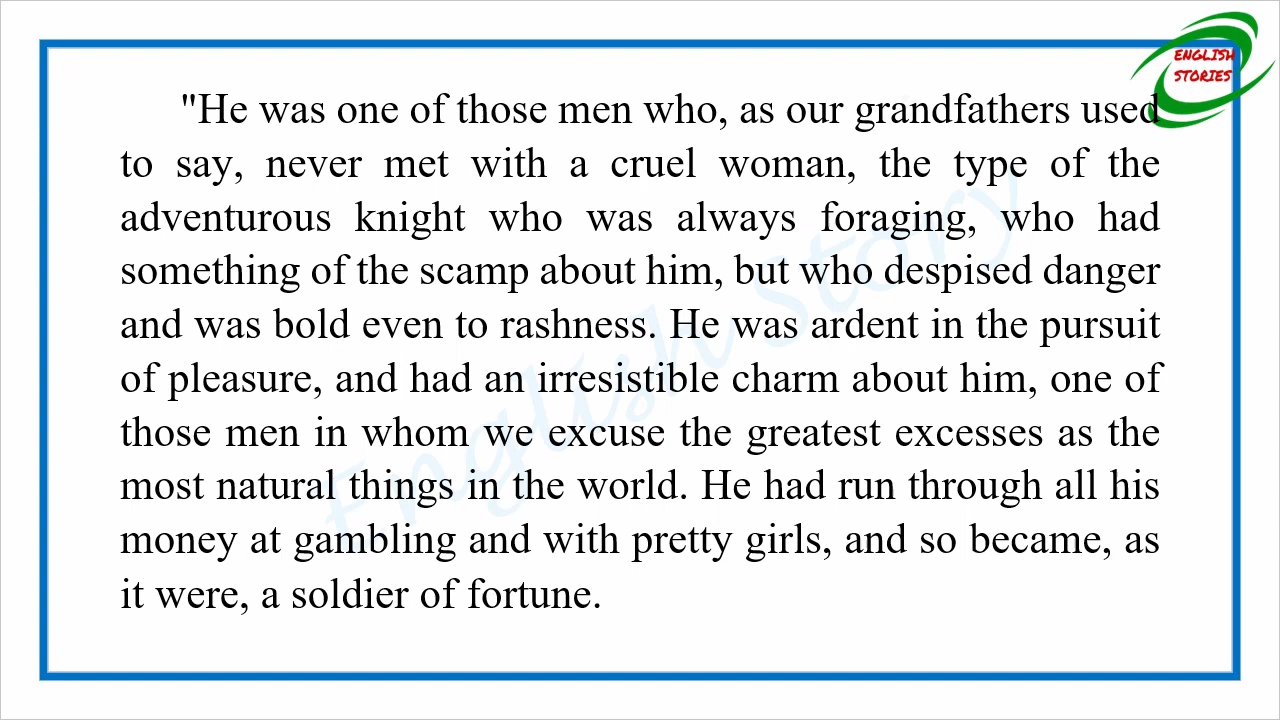 ENGLISH
STORIES
"He was one of those men who, as our grandfathers used
to say, never met with a cruel woman, the type of the
adventurous knight who was always foraging, who had
something of the scamp about him, but who despised danger
and was bold even to rashness. He was ardent in the pursuit
of pleasure, and had an irresistible charm about him, one of
those men in whom we excuse the greatest excesses as the
most natural things in the world. He had run through all his
money at gambling and with pretty girls, and so became, as
it were, a soldier of fortune.
English Story